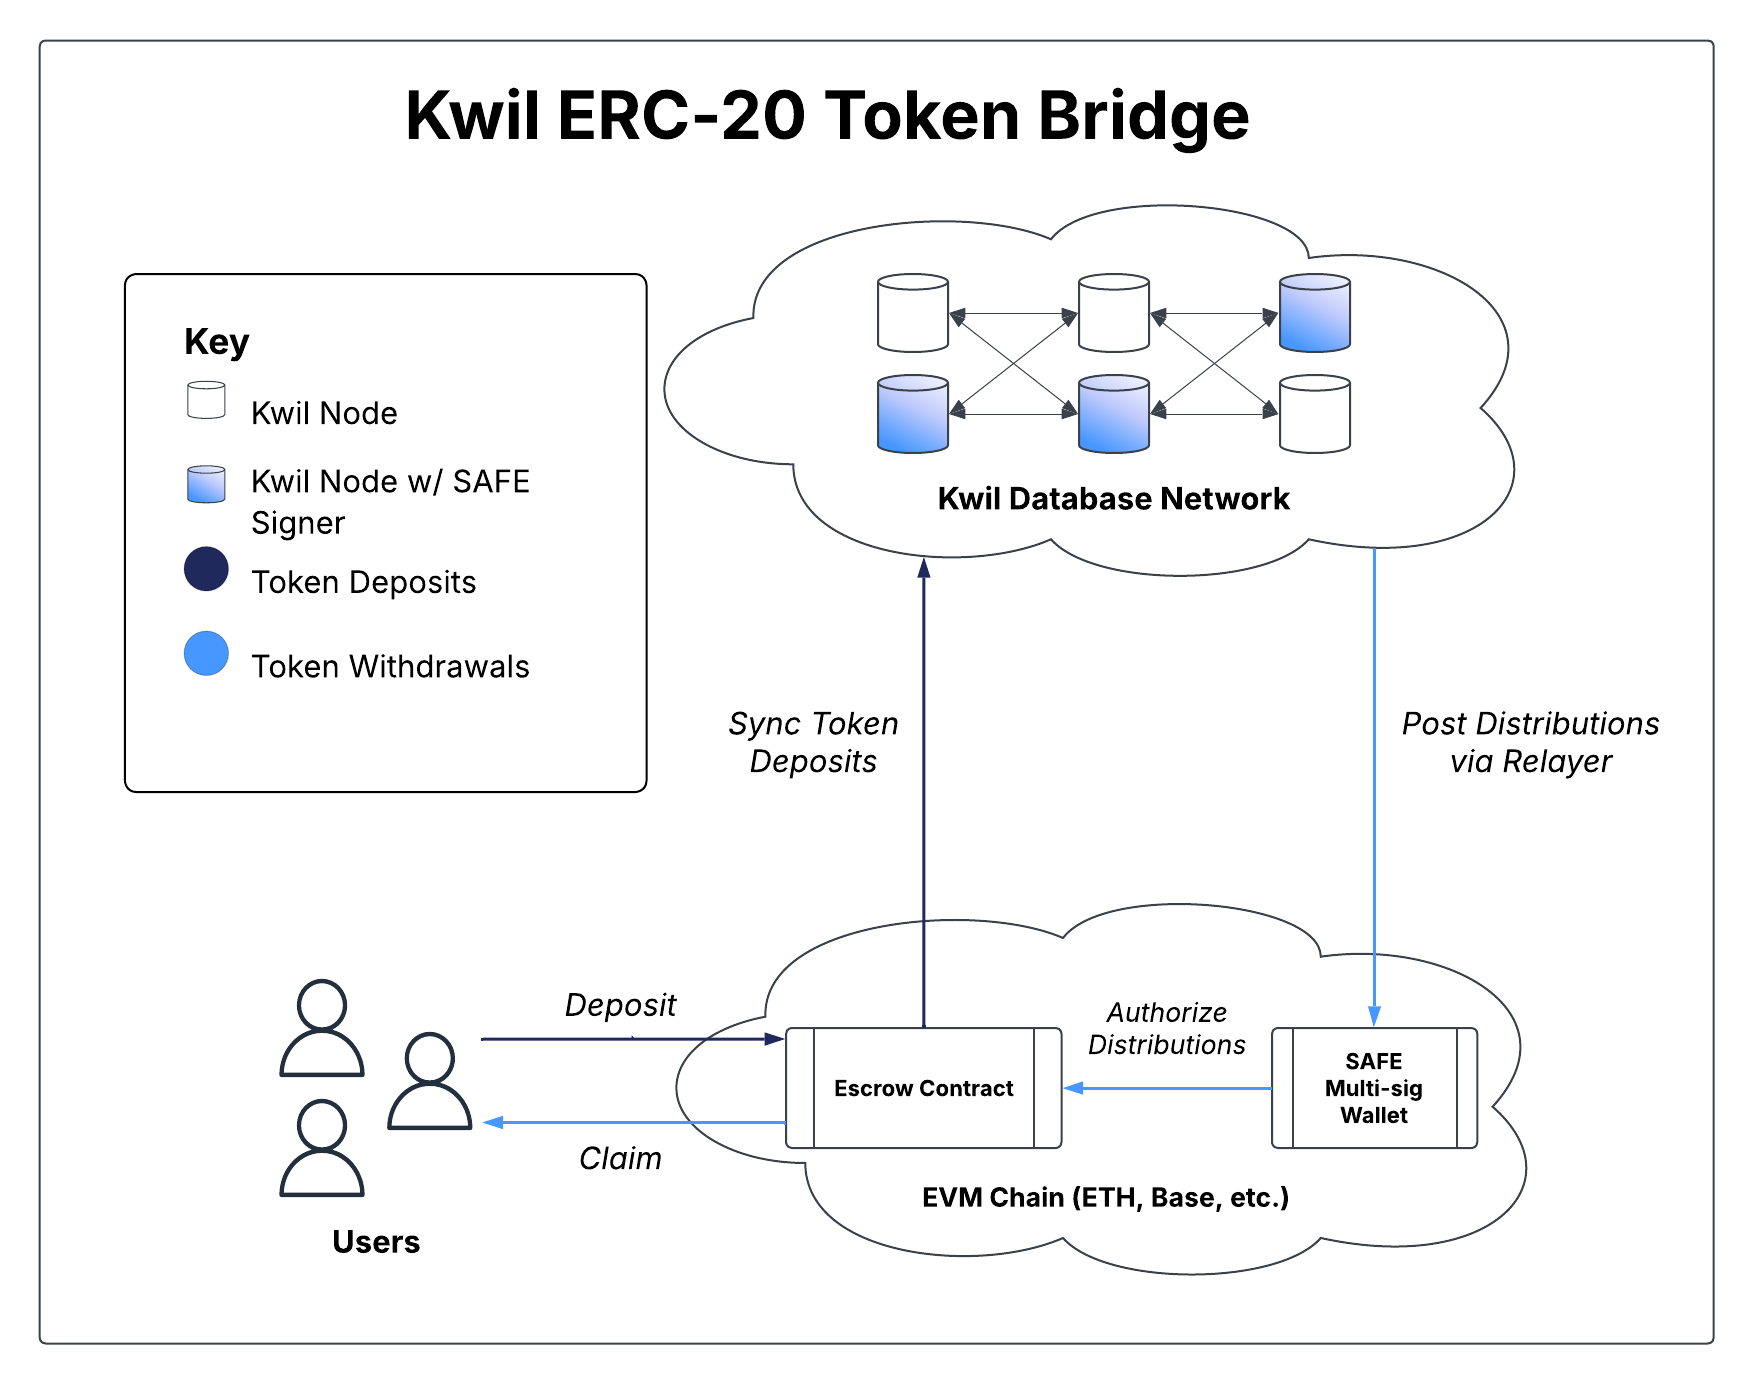 Kwil ERC-20 Token Bridge
Key
Kwil Node
Kwil Node w/ SAFE
Signer
Token Deposits
Token Withdrawals
Kwil Database Network
Sync Token
Deposits
Post Distributions
via Relayer
Deposit
Claim
Users
Escrow Contract
Authorize
Distributions
SAFE
Multi-sig
Wallet
EVM Chain (ETH, Base, etc.)